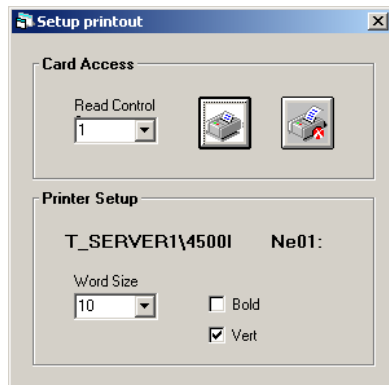 Setup printout
Card Access
Read Control
1
Printer Setup
T_SERVER1\4500I Ne01:
Word Size
10
Bold
Vert